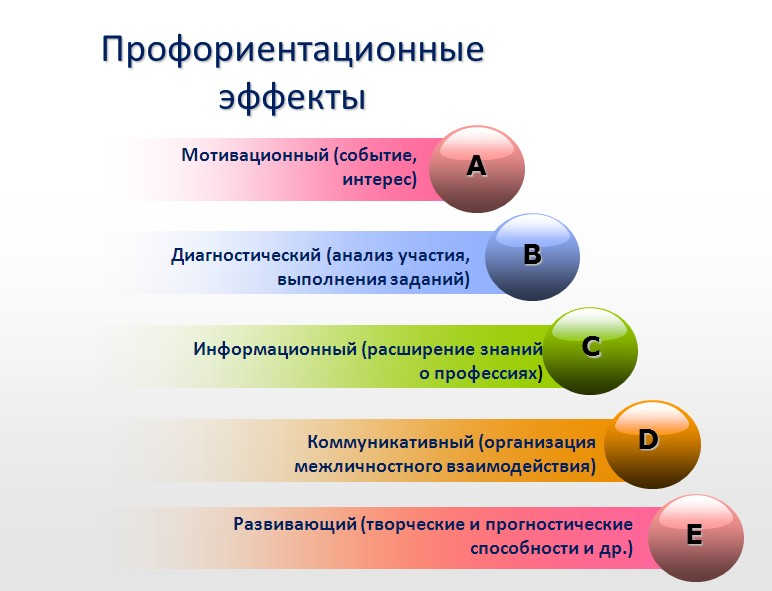 Профориентационные
эффекты
Мотивационный (событие,
интерес)
A
Диагностический (анализ участия,
выполнения заданий)
B
Информационный (расширение знаний
о профессиях)
C
Коммуникативный (организация
межличностного взаимодействия)
D
Развивающий (творческие и прогностические
способности и др.)
E